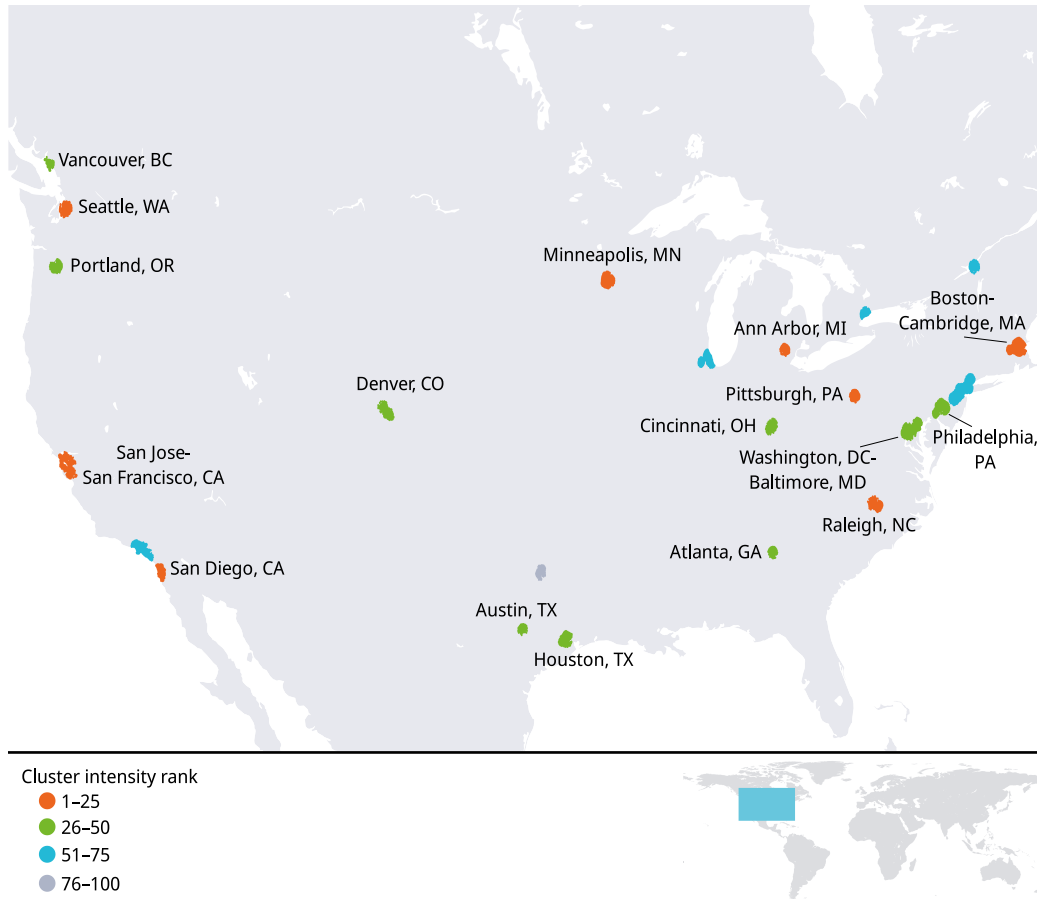 Vancouver, BC
Seattle, WA
Portland, OR
Minneapolis, MN
Boston-
Cambridge, MA
Ann Arbor, MI
Denver, CO
Pittsburgh, PA
Cincinnati, OH
Philadelphia,
PA
Washington, DC-
Baltimore, MD
San Jose-
San Francisco, CA
Raleigh, NC
Atlanta, GA
San Diego, CA
Austin, TX
Houston, TX
Cluster intensity rank
1–25
26–50
51–75
76–100